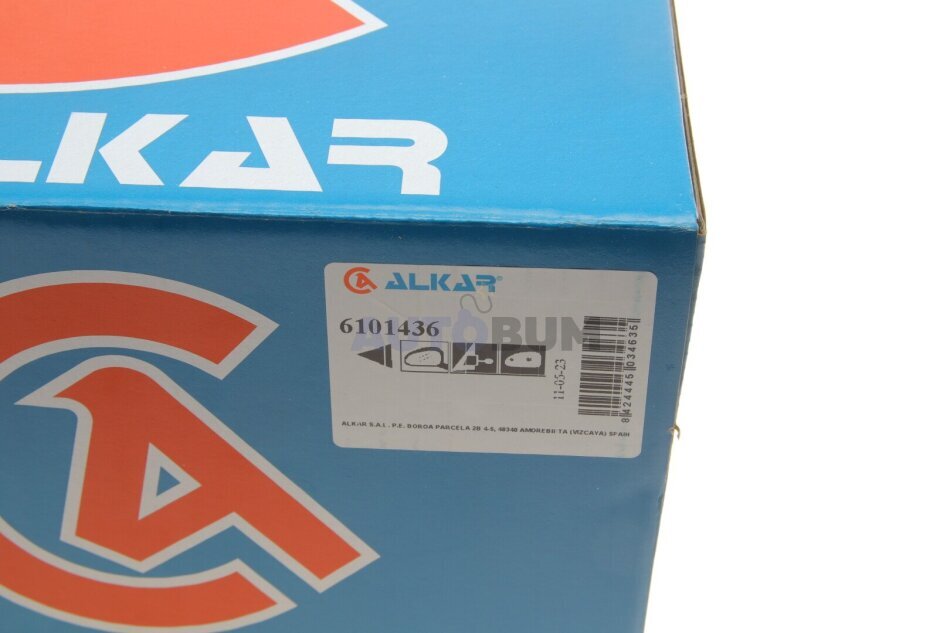 ALKAR
ALKAR®
6101436
AUTOBUM
11-05-23
8424445034635
ALKAR S.A.L. P.E. BOROA PARCELA 2B 4-5, 48340 AMOREBIETA (VIZCAYA) SPAIN